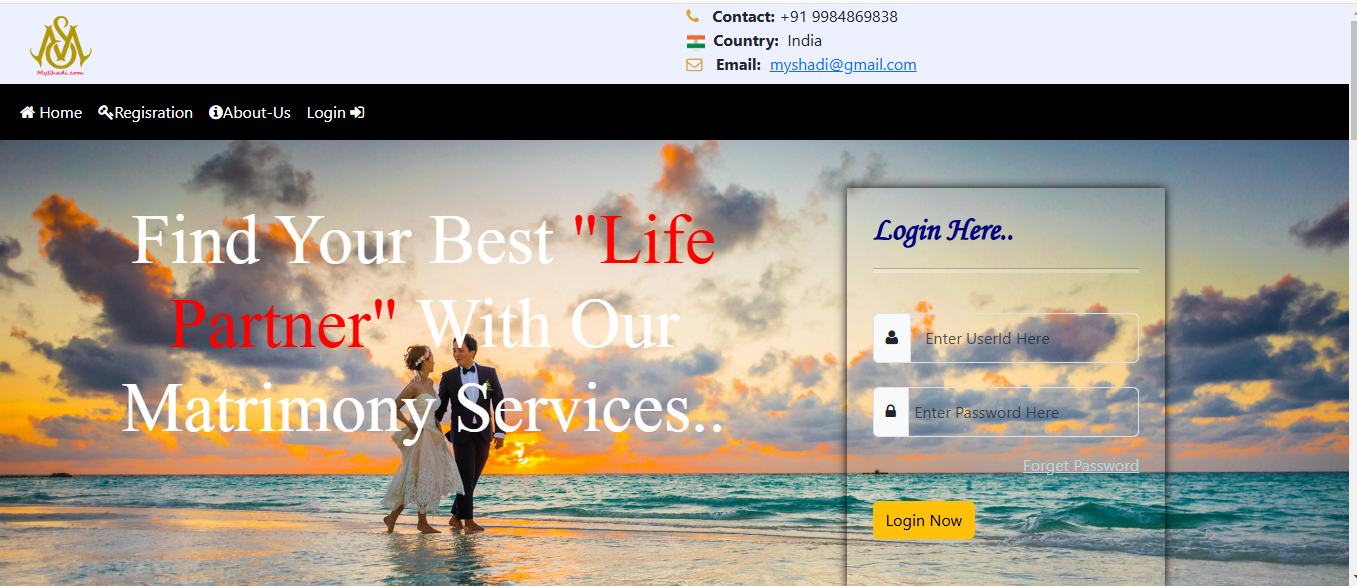 MyShadi.com
Contact: +91 9984869838
Country: India
Email: myshadi@gmail.com
Home Regisration About-Us Login
Find Your Best "Life
Partner" With Our
Matrimony Services..
Login Here..
Enter UserId Here
Enter Password Here
Forget Password
Login Now